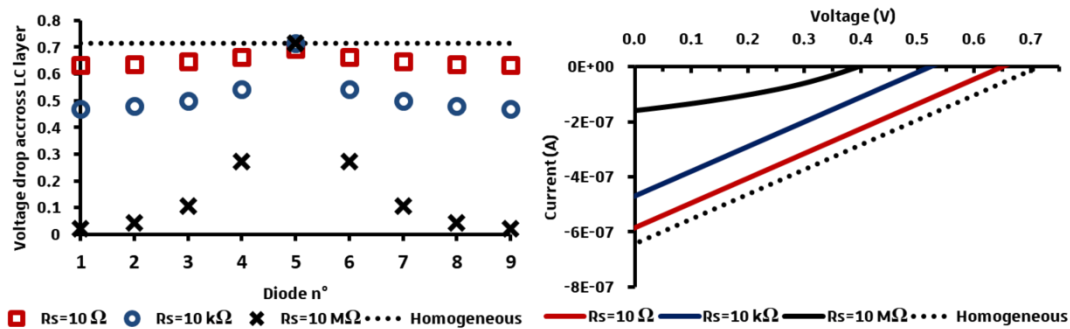 Voltage drop accross LC layer
0.8
0.7
0.6
0.5
0.4
0.3
0.2
0.1
0
1 2 3 4 5 6 7 8 9
Diode n°
Rs=10 Ω Rs=10 kΩ Rs=10 MΩ Homogeneous
Voltage (V)
0.0 0.1 0.2 0.3 0.4 0.5 0.6 0.7
0E+00
-2E-07
-4E-07
-6E-07
-8E-07
Current (A)
Rs=10 Ω Rs=10 kΩ Rs=10 MΩ Homogeneous